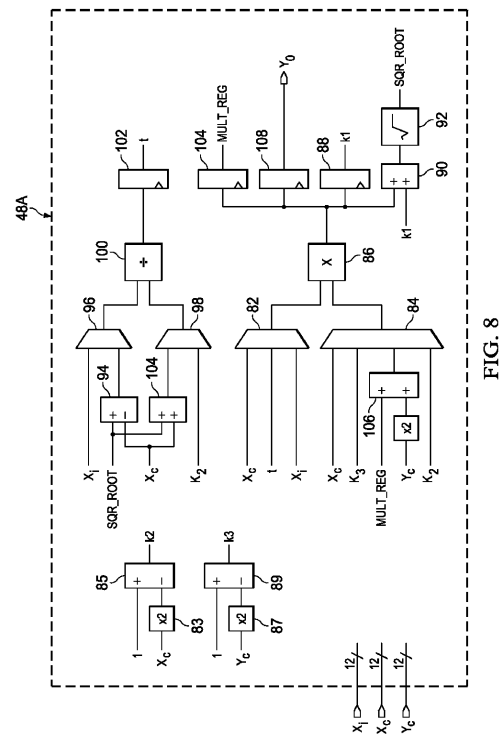 48A
1
Xc
x2
83
+
−
85
k2
1
Yc
x2
87
+
−
89
k3
Xi
SQR_ROOT
Xc
K2
94
+
−
104
+
+
96
98
100
÷
102
t
Xc
t
Xi
82
Xc
K3
MULT_REG
Yc
K2
x2
106
+
+
84
X
86
104
MULT_REG
108
Y0
88
k1
k1
+
+
90
√
92
SQR_ROOT
Xi
12
Xc
12
Yc
12
FIG. 8